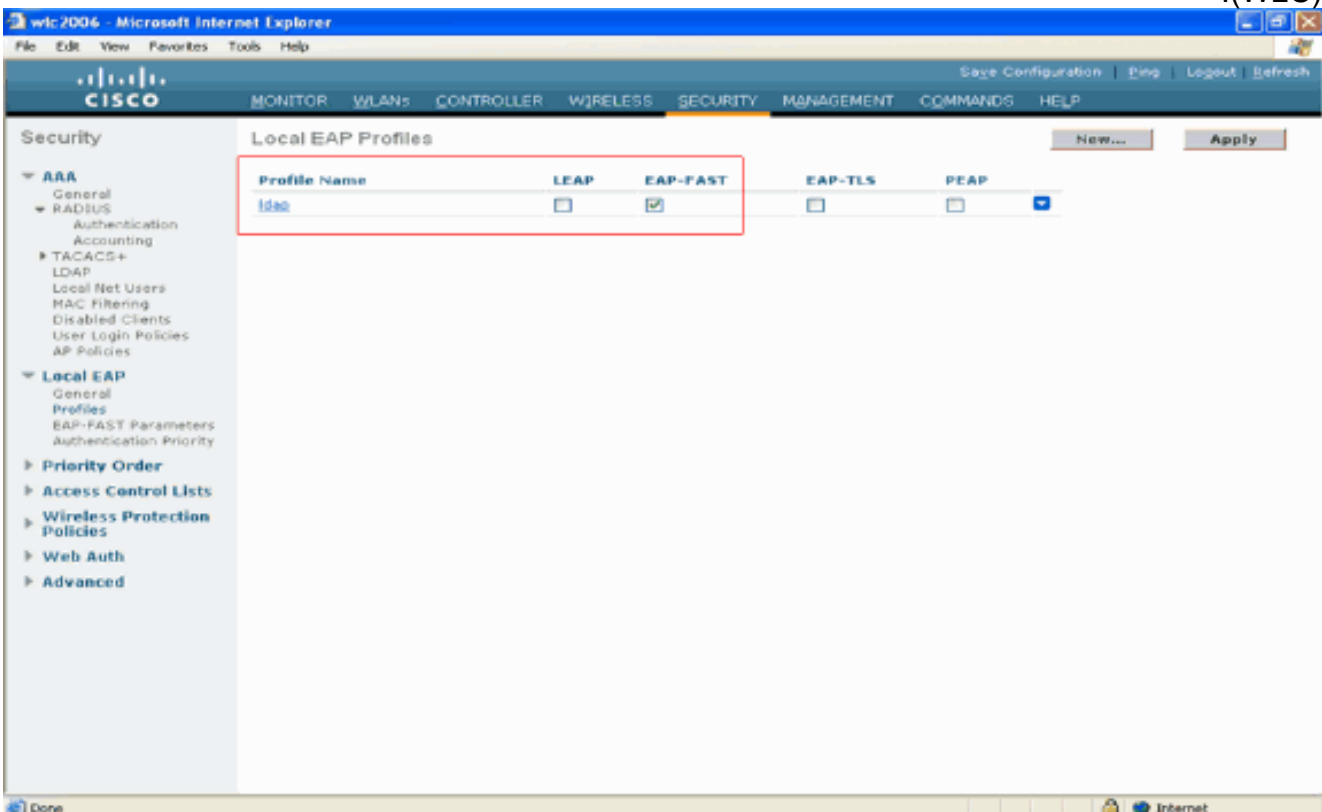 (WLC)
wlc2006 - Microsoft Internet Explorer
File Edit View Favorites Tools Help
Save Configuration | Ping | Logout | Refresh
CISCO
MONITOR WLANs CONTROLLER WIRELESS SECURITY MANAGEMENT COMMANDS HELP
Security
Local EAP Profiles
New...
Apply
AAA
General
RADIUS
Authentication
Accounting
TACACS+
LDAP
Local Net Users
MAC Filtering
Disabled Clients
User Login Policies
AP Policies
Local EAP
General
Profiles
EAP-FAST Parameters
Authentication Priority
Priority Order
Access Control Lists
Wireless Protection
Policies
Web Auth
Advanced
Profile Name LEAP EAP-FAST EAP-TLS PEAP
ldap
Done
Internet